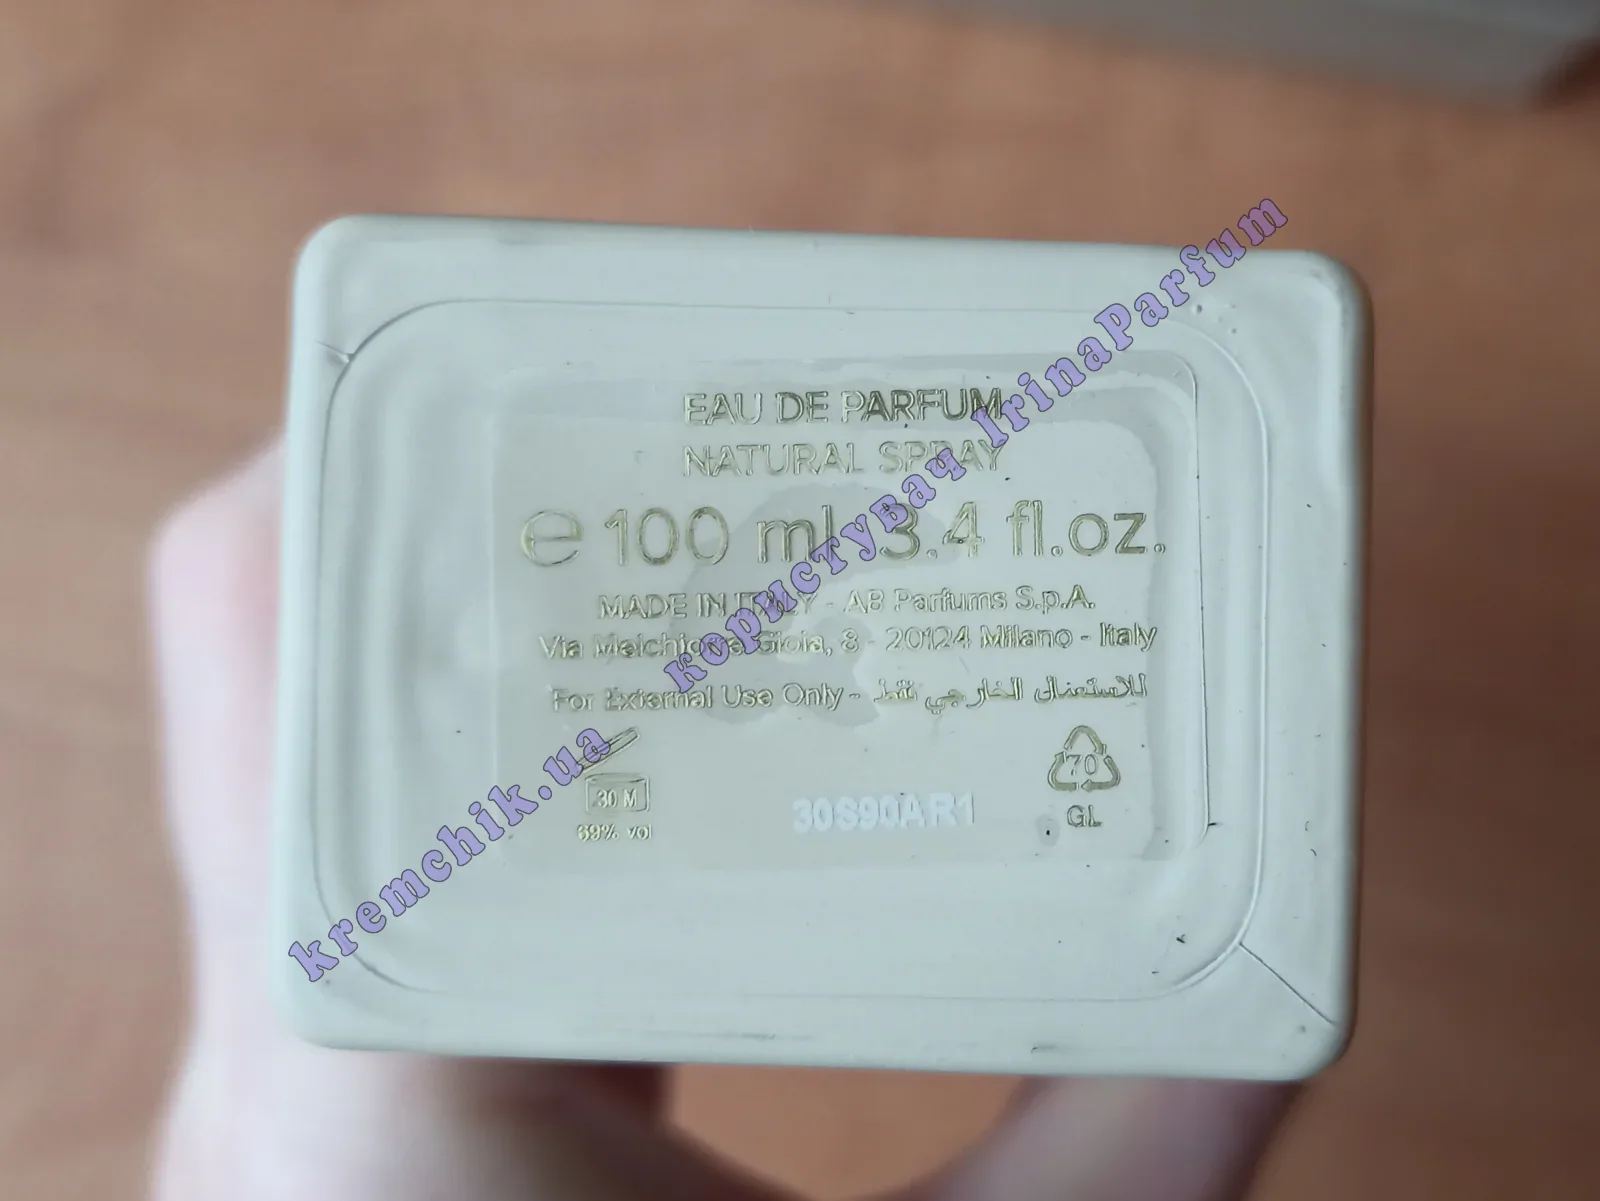 EAU DE PARFUM
NATURAL SPRAY
e 100 ml 3.4 fl.oz.
MADE IN ITALY - AB Parfums S.p.A.
Via Melchiorre Gioia, 8 - 20124 Milano - Italy
For External Use Only - للاستعمال الخارجي فقط
30 M
69% vol
30S90AR1
70
GL
kremchik.ua користувач IrinaParfum